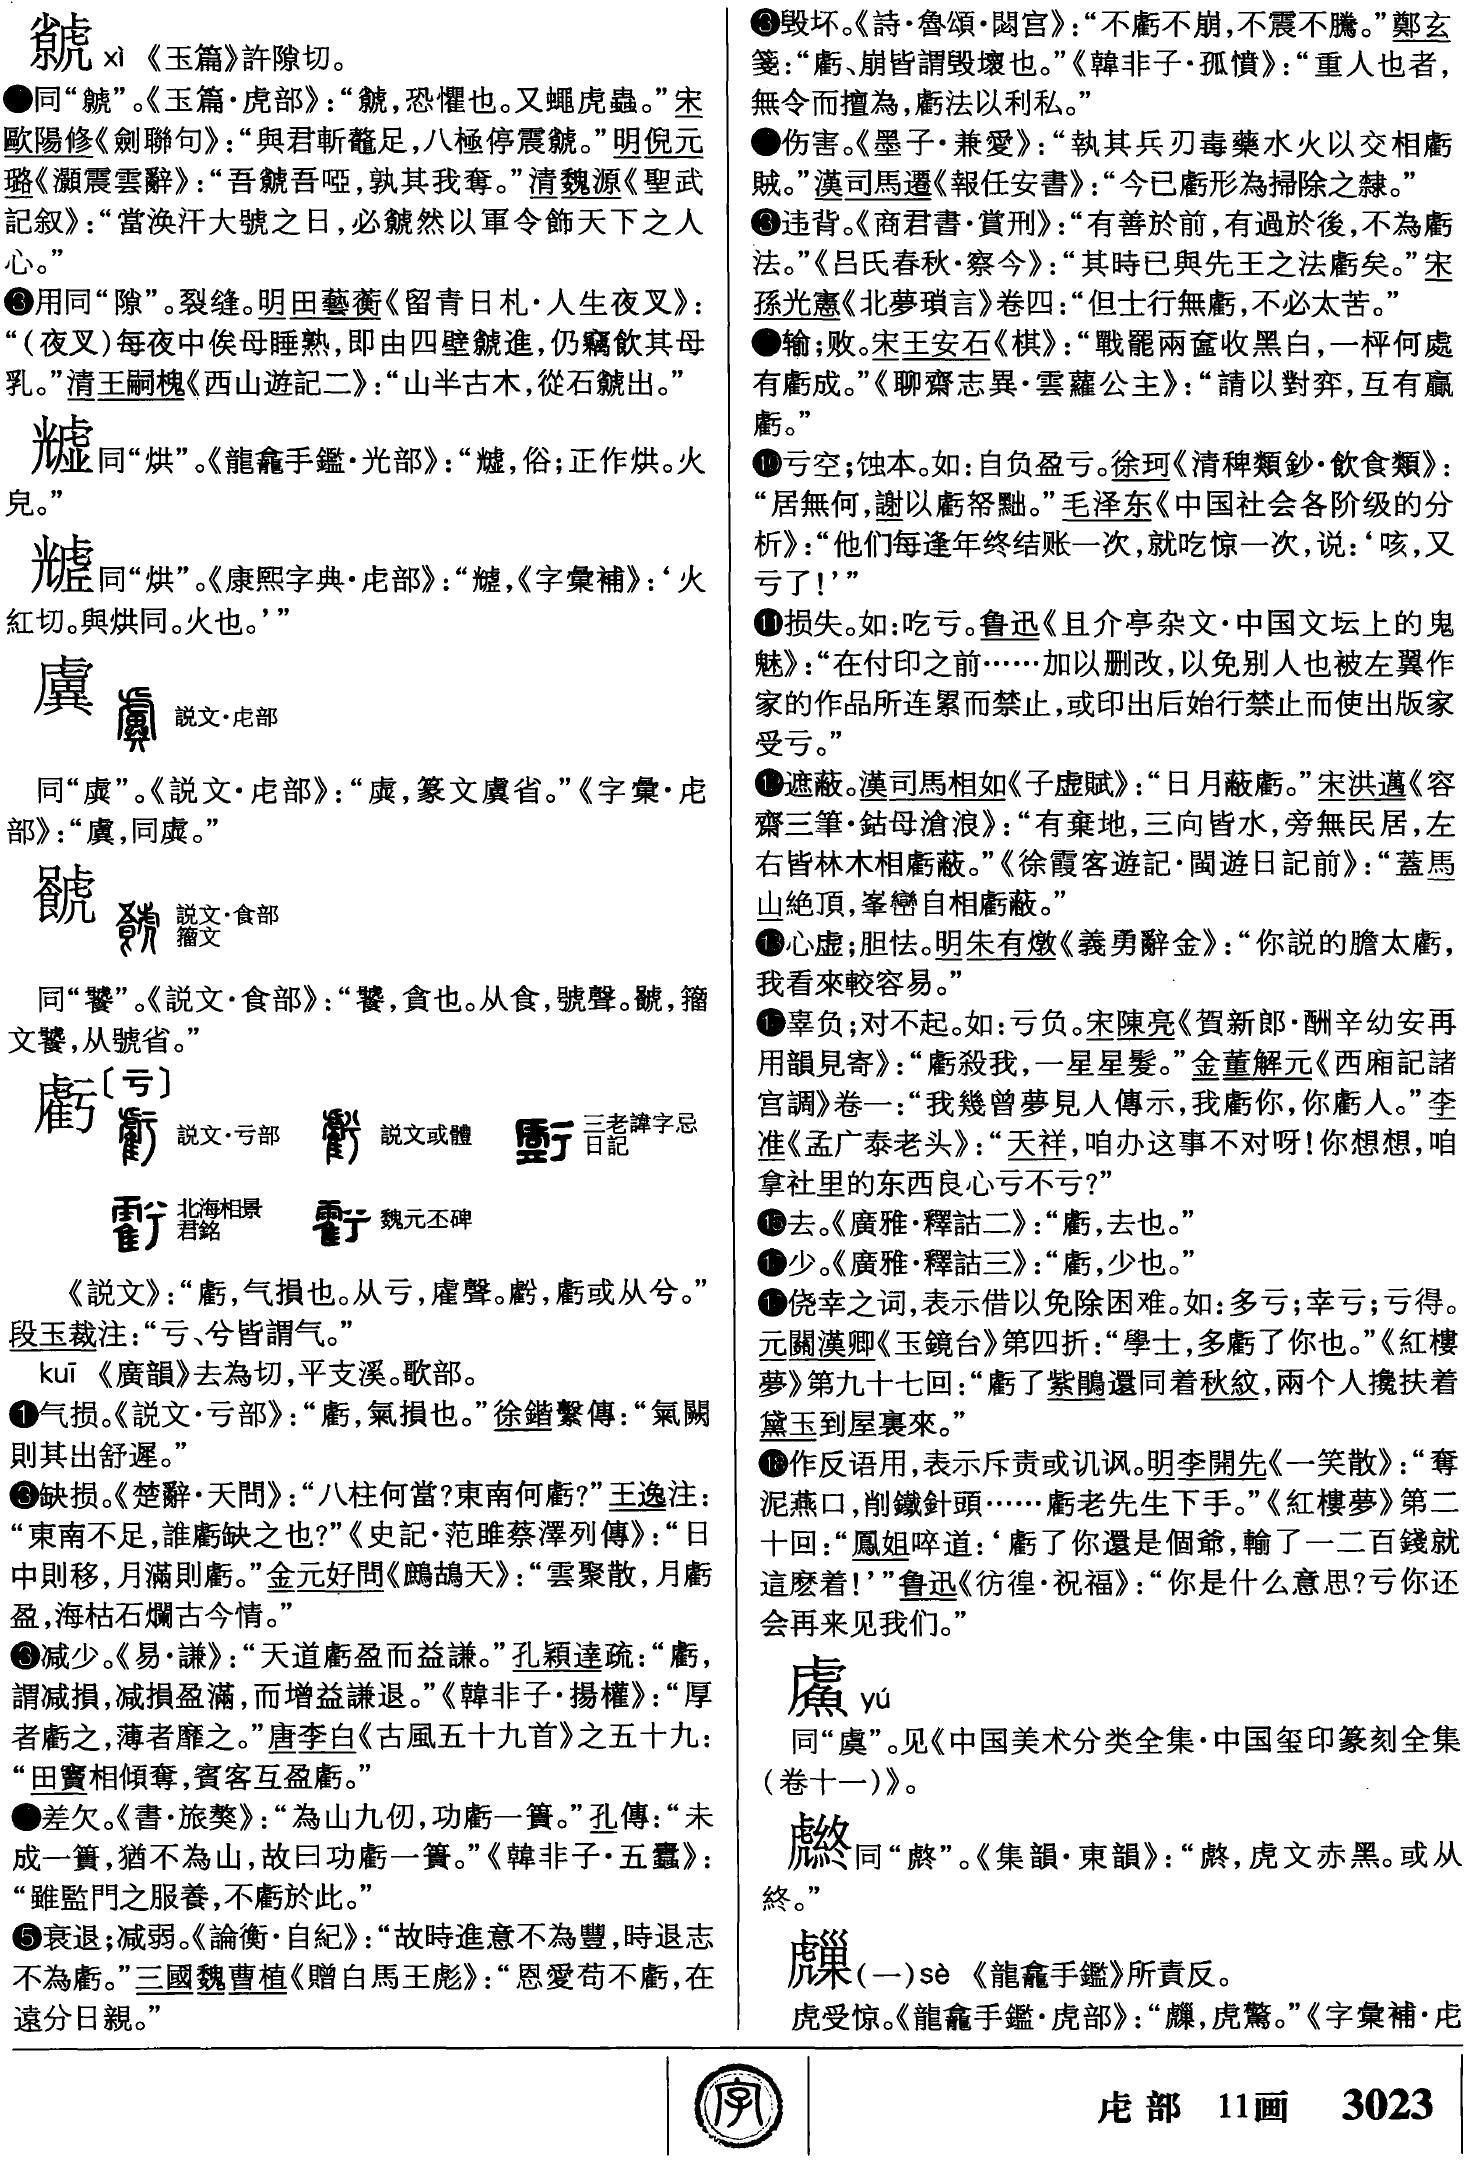 虩 xì 《玉篇》許隙切。
●同“虩”。《玉篇·虎部》：“虩，恐懼也。又蠅虎蟲。”宋
歐陽修《劍聯句》：“與君斬鼇足，八極停震虩。”明倪元
璐《灝震雲辭》：“吾虩吾啞，孰其我奪。”清魏源《聖武
記叙》：“當涣汗大號之日，必虩然以軍令飾天下之人
心。”
❸用同“隙”。裂缝。明田藝蘅《留青日札·人生夜叉》：
“（夜叉）每夜中俟母睡熟，即由四壁虩進，仍竊飲其母
乳。”清王嗣槐《西山遊記二》：“山半古木，從石虩出。”
同“烘”。《龍龕手鑑·光部》：“，俗；正作烘。火
皃。”
同“烘”。《康熙字典·虍部》：“，《字彙補》：‘火
紅切。與烘同。火也。’”
説文·虍部
同“虡”。《説文·虍部》：“虡，篆文省。”《字彙·虍
部》：“，同虡。”
説文·食部
籀文
同“饕”。《説文·食部》：“饕，貪也。从食，號聲。，籀
文饕，从號省。”
虧〔亏〕
説文·亏部 説文或體 三老諱字忌
日記
北海相景
君銘 魏元丕碑
《説文》：“虧，气損也。从亏，雐聲。𧇾，虧或从兮。”
段玉裁注：“亏、兮皆謂气。”
kuī 《廣韻》去為切，平支溪。歌部。
❶气损。《説文·亏部》：“虧，氣損也。”徐鍇繫傳：“氣闕
則其出舒遲。”
❸缺损。《楚辭·天問》：“八柱何當？東南何虧？”王逸注：
“東南不足，誰虧缺之也？”《史記·范雎蔡澤列傳》：“日
中則移，月滿則虧。”金元好問《鷓鴣天》：“雲聚散，月虧
盈，海枯石爛古今情。”
❸减少。《易·謙》：“天道虧盈而益謙。”孔穎達疏：“虧，
謂减損，减損盈滿，而增益謙退。”《韓非子·揚權》：“厚
者虧之，薄者靡之。”唐李白《古風五十九首》之五十九：
“田竇相傾奪，賓客互盈虧。”
●差欠。《書·旅獒》：“為山九仞，功虧一簣。”孔傳：“未
成一簣，猶不為山，故曰功虧一簣。”《韓非子·五蠹》：
“雖監門之服養，不虧於此。”
❺衰退；减弱。《論衡·自紀》：“故時進意不為豐，時退志
不為虧。”三國魏曹植《贈白馬王彪》：“恩愛苟不虧，在
遠分日親。”
❸毁坏。《詩·魯頌·閟宫》：“不虧不崩，不震不騰。”鄭玄
箋：“虧、崩皆謂毁壞也。”《韓非子·孤憤》：“重人也者，
無令而擅為，虧法以利私。”
●伤害。《墨子·兼愛》：“執其兵刃毒藥水火以交相虧
賊。”漢司馬遷《報任安書》：“今已虧形為掃除之隸。”
❸违背。《商君書·賞刑》：“有善於前，有過於後，不為虧
法。”《吕氏春秋·察今》：“其時已與先王之法虧矣。”宋
孫光憲《北夢瑣言》卷四：“但士行無虧，不必太苦。”
●输；败。宋王安石《棋》：“戰罷兩奩收黑白，一枰何處
有虧成。”《聊齋志異·雲蘿公主》：“請以對弈，互有贏
虧。”
❿亏空；蚀本。如：自负盈亏。徐珂《清稗類鈔·飲食類》：
“居無何，謝以虧帑黜。”毛泽东《中国社会各阶级的分
析》：“他们每逢年终结账一次，就吃惊一次，说：‘咳，又
亏了！’”
⓫损失。如：吃亏。鲁迅《且介亭杂文·中国文坛上的鬼
魅》：“在付印之前……加以删改，以免别人也被左翼作
家的作品所连累而禁止，或印出后始行禁止而使出版家
受亏。”
⓬遮蔽。漢司馬相如《子虚賦》：“日月蔽虧。”宋洪邁《容
齋三筆·鈷母滄浪》：“有棄地，三向皆水，旁無民居，左
右皆林木相虧蔽。”《徐霞客遊記·閩遊日記前》：“蓋馬
山絶頂，峯巒自相虧蔽。”
⓭心虚；胆怯。明朱有燉《義勇辭金》：“你説的膽太虧，
我看來較容易。”
⓮辜负；对不起。如：亏负。宋陳亮《賀新郎·酬辛幼安再
用韻見寄》：“虧殺我，一星星髮。”金董解元《西廂記諸
宫調》卷一：“我幾曾夢見人傳示，我虧你，你虧人。”李
准《孟广泰老头》：“天祥，咱办这事不对呀！你想想，咱
拿社里的东西良心亏不亏？”
⓯去。《廣雅·釋詁二》：“虧，去也。”
⓰少。《廣雅·釋詁三》：“虧，少也。”
⓱侥幸之词，表示借以免除困难。如：多亏；幸亏；亏得。
元關漢卿《玉鏡台》第四折：“學士，多虧了你也。”《紅樓
夢》第九十七回：“虧了紫鵑還同着秋紋，兩个人攙扶着
黛玉到屋裏來。”
⓲作反语用，表示斥责或讥讽。明李開先《一笑散》：“奪
泥燕口，削鐵針頭……虧老先生下手。”《紅樓夢》第二
十回：“鳳姐啐道：‘虧了你還是個爺，輸了一二百錢就
這麽着！’”鲁迅《彷徨·祝福》：“你是什么意思？亏你还
会再来见我们。”
yú
同“虞”。见《中国美术分类全集·中国玺印篆刻全集
（卷十一）》。
同“”。《集韻·東韻》：“，虎文赤黑。或从
終。”
（一）sè 《龍龕手鑑》所責反。
虎受惊。《龍龕手鑑·虎部》：“，虎驚。”《字彙補·虍
字
虍部 11画 3023